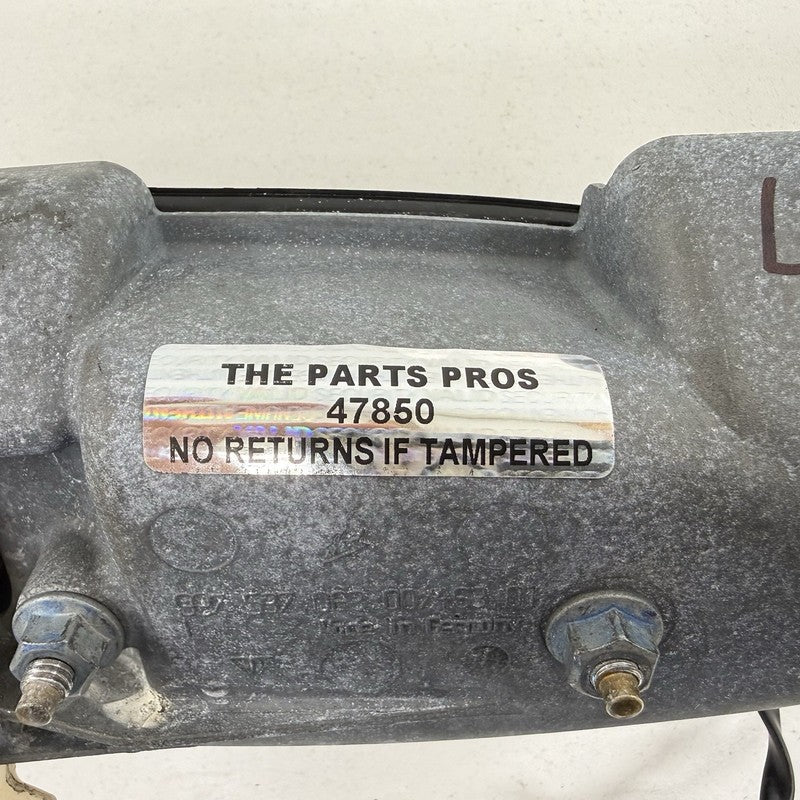 THE PARTS PROS
47850
NO RETURNS IF TAMPERED
Made in Germany
L